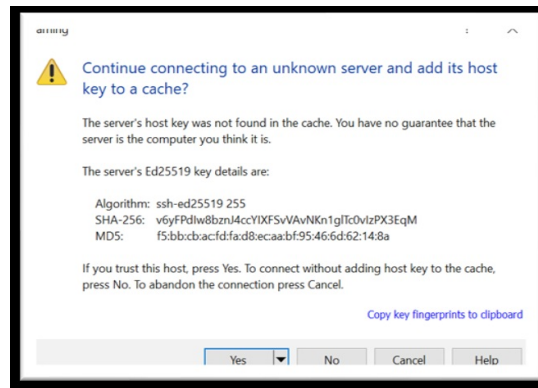 Continue connecting to an unknown server and add its host
key to a cache?
The server's host key was not found in the cache. You have no guarantee that the
server is the computer you think it is.
The server's Ed25519 key details are:
Algorithm: ssh-ed25519 255
SHA-256: v6yFPdIw8bznJ4ccYIXFSvVAvNKn1glTc0vIzPX3EqM
MD5: f5:bb:cb:ac:fd:fa:d8:ec:aa:bf:95:46:6d:62:14:8a
If you trust this host, press Yes. To connect without adding host key to the cache,
press No. To abandon the connection press Cancel.
Copy key fingerprints to clipboard
Yes No Cancel Help